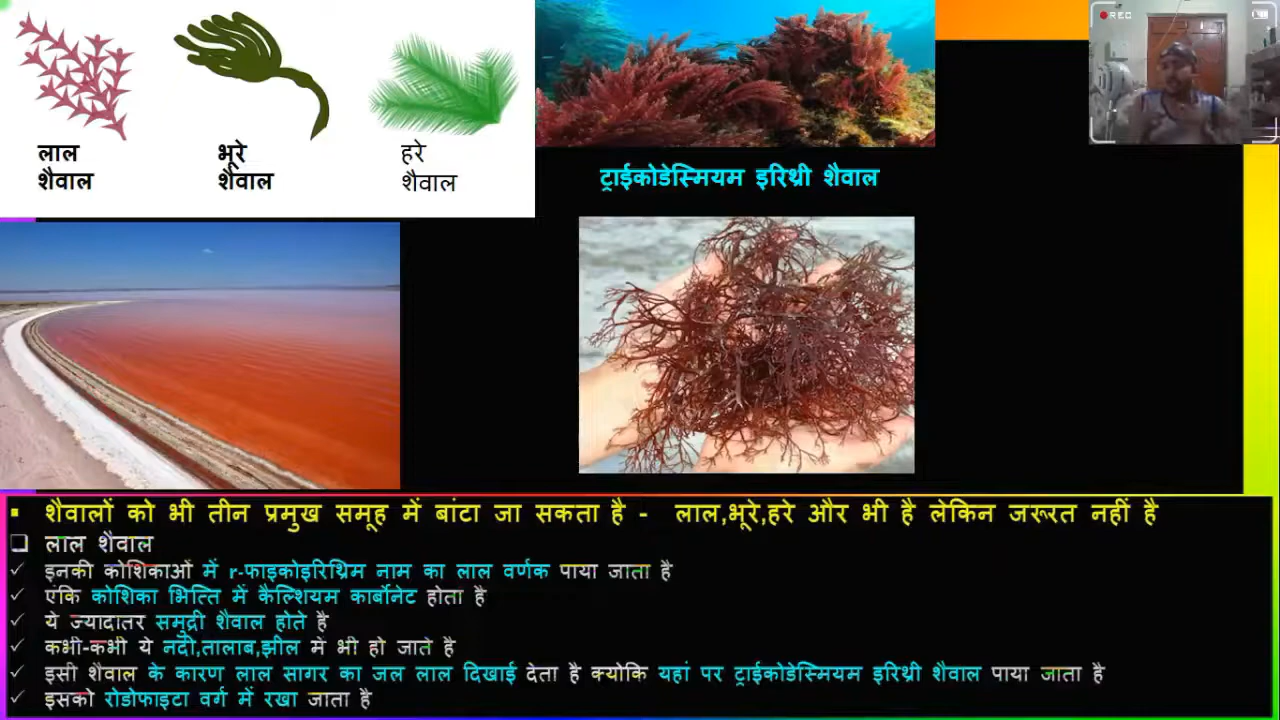 REC
लाल
शैवाल
भूरे
शैवाल
हरे
शैवाल
ट्राईकोडेस्मियम इरिथ्री शैवाल
▪ शैवालों को भी तीन प्रमुख समूह में बांटा जा सकता है - लाल,भूरे,हरे और भी है लेकिन जरूरत नहीं है
❑ लाल शैवाल
✓ इनकी कोशिकाओं में r-फाइकोइरिथ्रिम नाम का लाल वर्णक पाया जाता है
✓ एंकि कोशिका भित्ति में कैल्शियम कार्बोनेट होता है
✓ ये ज्यादातर समुद्री शैवाल होते है
✓ कभी-कभी ये नदी,तालाब,झील में भी हो जाते है
✓ इसी शैवाल के कारण लाल सागर का जल लाल दिखाई देता है क्योकि यहां पर ट्राईकोडेस्मियम इरिथ्री शैवाल पाया जाता है
✓ इसको रोडोफाइटा वर्ग में रखा जाता है